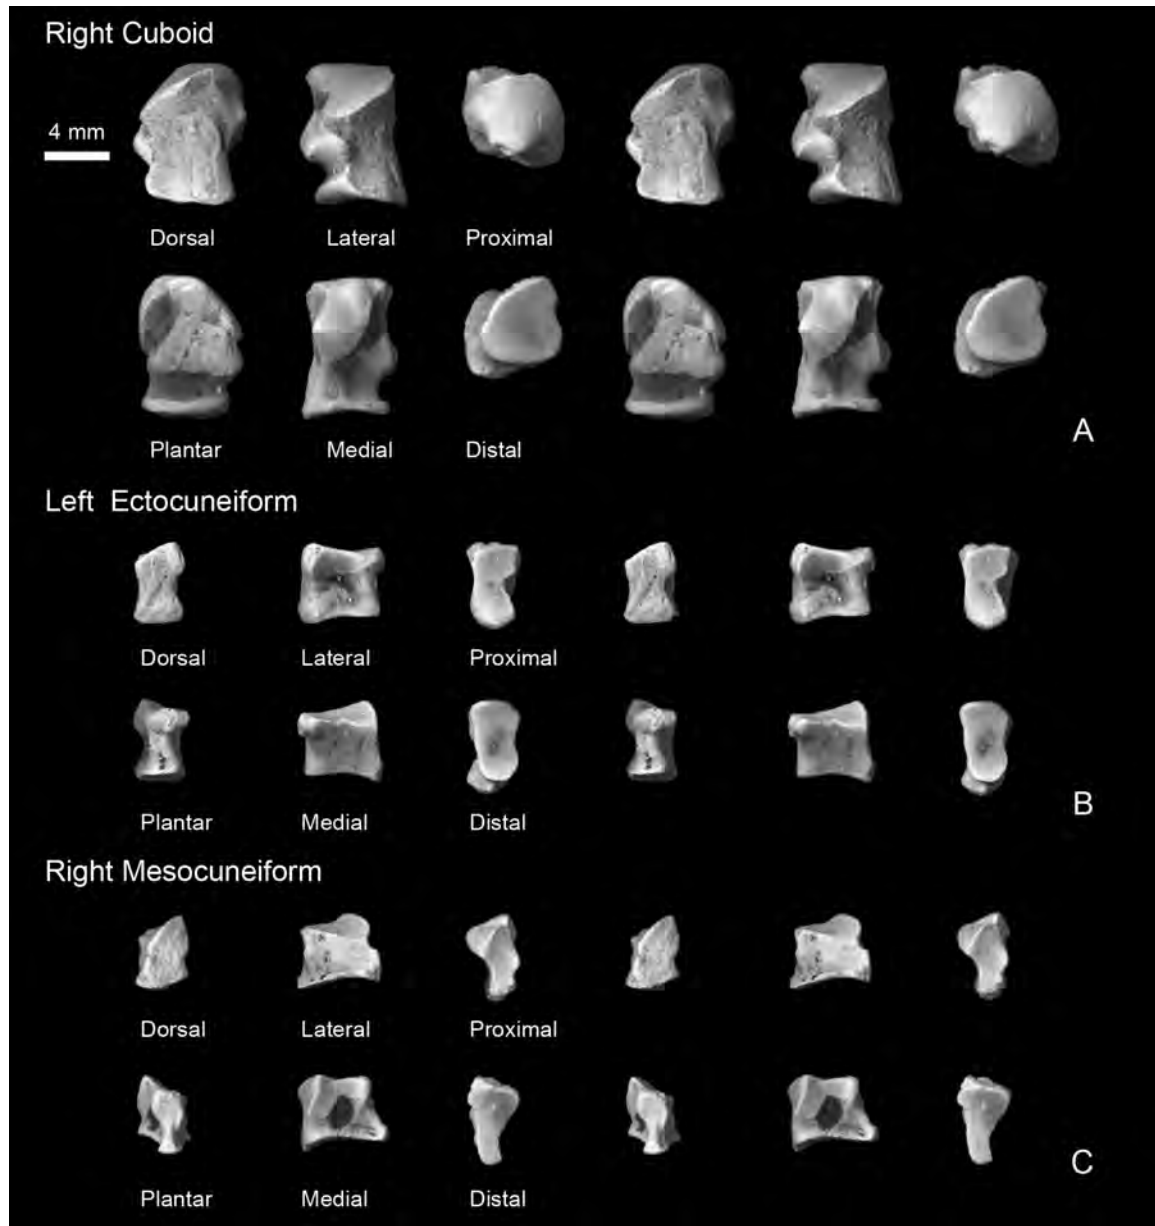 Right Cuboid
4 mm
Dorsal Lateral Proximal
Plantar Medial Distal
A
Left Ectocuneiform
Dorsal Lateral Proximal
Plantar Medial Distal
B
Right Mesocuneiform
Dorsal Lateral Proximal
Plantar Medial Distal
C